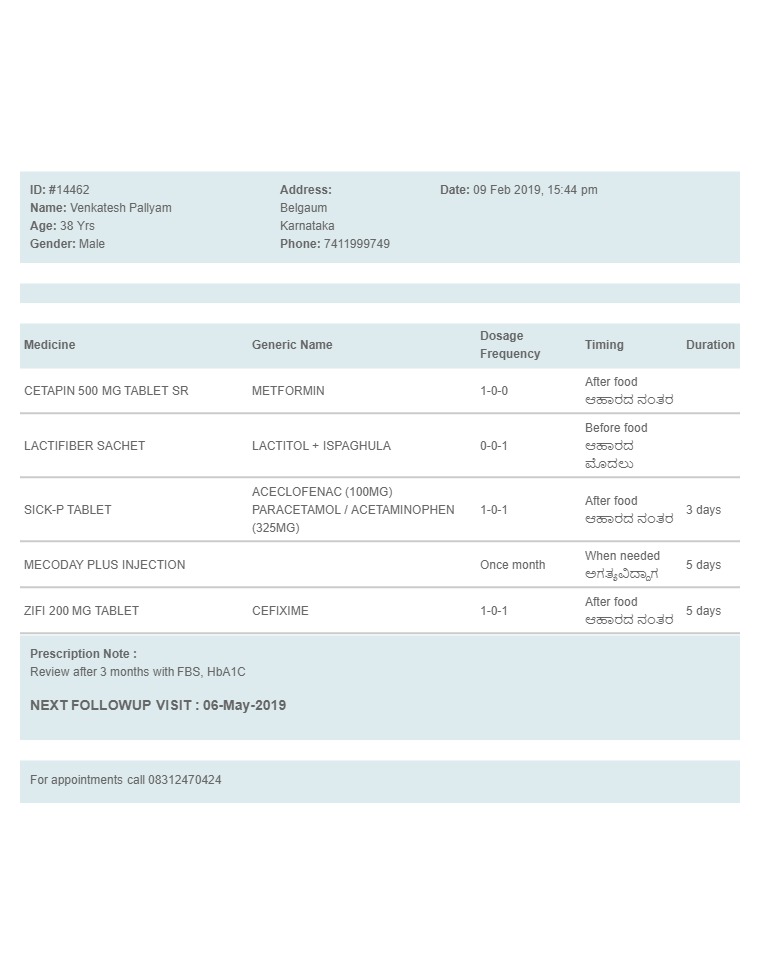 ID: #14462 Address: Date: 09 Feb 2019, 15:44 pm
Name: Venkatesh Pallyam Belgaum
Age: 38 Yrs Karnataka
Gender: Male Phone: 7411999749
Medicine Generic Name Dosage Frequency Timing Duration
CETAPIN 500 MG TABLET SR METFORMIN 1-0-0 After food
ಆಹಾರದ ನಂತರ
LACTIFIBER SACHET LACTITOL + ISPAGHULA 0-0-1 Before food
ಆಹಾರದ
ಮೊದಲು
SICK-P TABLET ACECLOFENAC (100MG)
PARACETAMOL / ACETAMINOPHEN
(325MG) 1-0-1 After food
ಆಹಾರದ ನಂತರ 3 days
MECODAY PLUS INJECTION Once month When needed
ಅಗತ್ಯವಿದ್ದಾಗ 5 days
ZIFI 200 MG TABLET CEFIXIME 1-0-1 After food
ಆಹಾರದ ನಂತರ 5 days
Prescription Note :
Review after 3 months with FBS, HbA1C
NEXT FOLLOWUP VISIT : 06-May-2019
For appointments call 08312470424